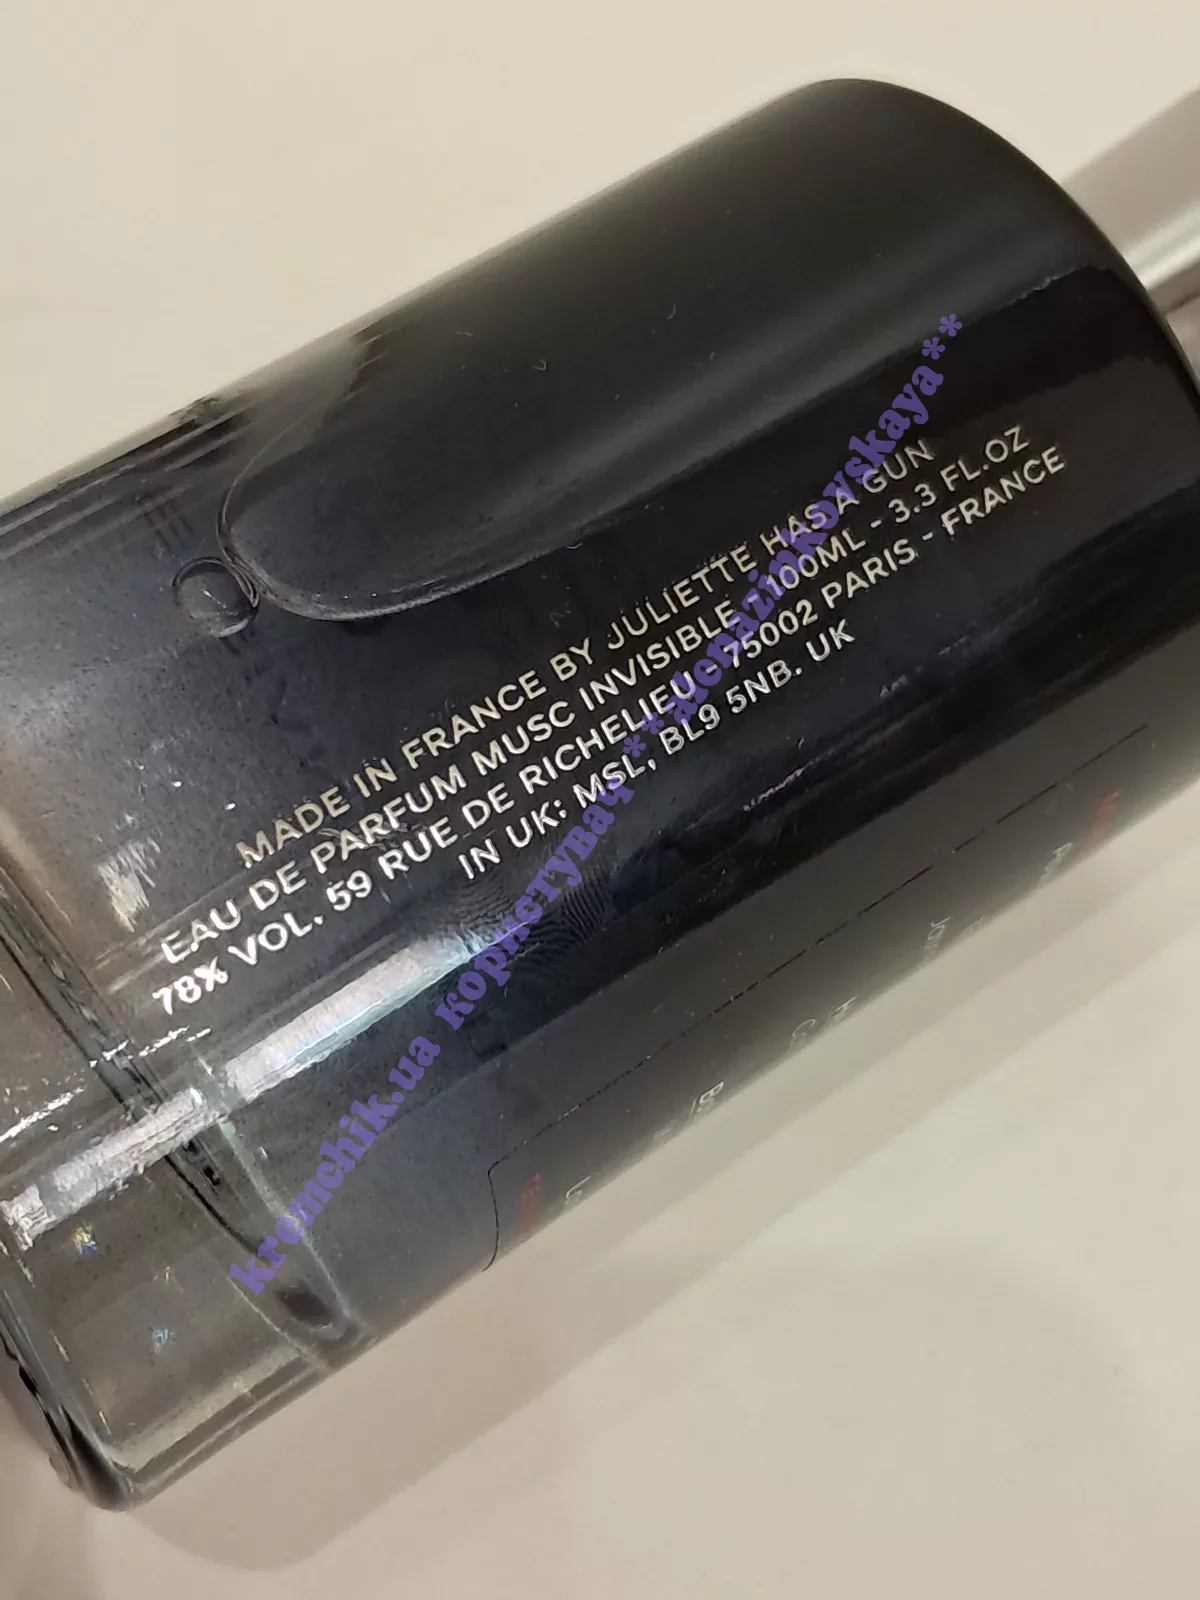 MADE IN FRANCE BY JULIETTE HAS A GUN
EAU DE PARFUM MUSC INVISIBLE - 100ML - 3.3 FL.OZ
78% VOL. 59 RUE DE RICHELIEU - 75002 PARIS - FRANCE
IN UK: MSL, BL9 5NB. UK
kremchik.ua користувач **alenazinkovskaya**